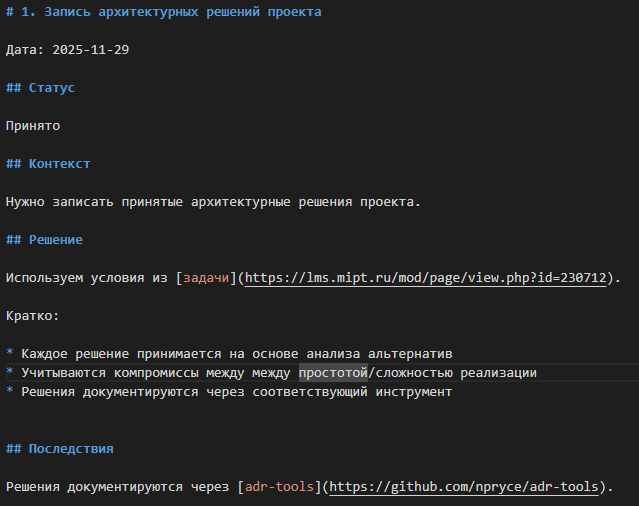 # 1. Запись архитектурных решений проекта
Дата: 2025-11-29
## Статус
Принято
## Контекст
Нужно записать принятые архитектурные решения проекта.
## Решение
Используем условия из [задачи](https://lms.mipt.ru/mod/page/view.php?id=230712).
Кратко:
* Каждое решение принимается на основе анализа альтернатив
* Учитываются компромиссы между между простотой/сложностью реализации
* Решения документируются через соответствующий инструмент
## Последствия
Решения документируются через [adr-tools](https://github.com/npryce/adr-tools).